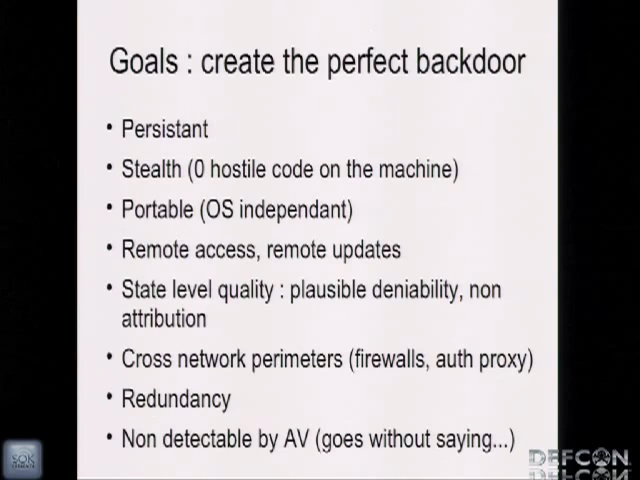 Goals : create the perfect backdoor
• Persistant
• Stealth (0 hostile code on the machine)
• Portable (OS independant)
• Remote access, remote updates
• State level quality : plausible deniability, non
attribution
• Cross network perimeters (firewalls, auth proxy)
• Redundancy
• Non detectable by AV (goes without saying...)
SOK
DEFCON